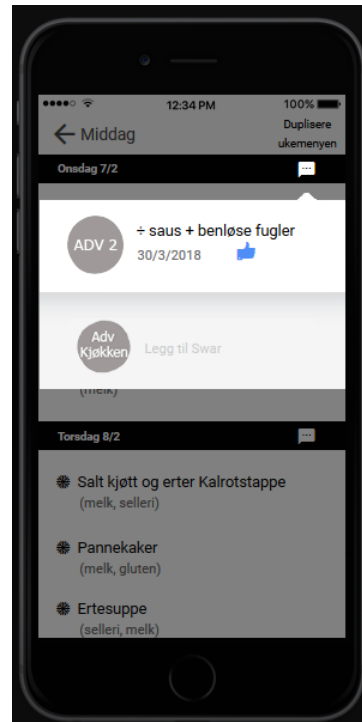 12:34 PM
100%
Middag
Duplisere
ukemenyen
Onsdag 7/2
ADV 2
÷ saus + benløse fugler
30/3/2018
Adv
Kjøkken
Legg til Swar
(melk)
Torsdag 8/2
Salt kjøtt og erter Kalrotstappe
(melk, selleri)
Pannekaker
(melk, gluten)
Ertesuppe
(selleri, melk)